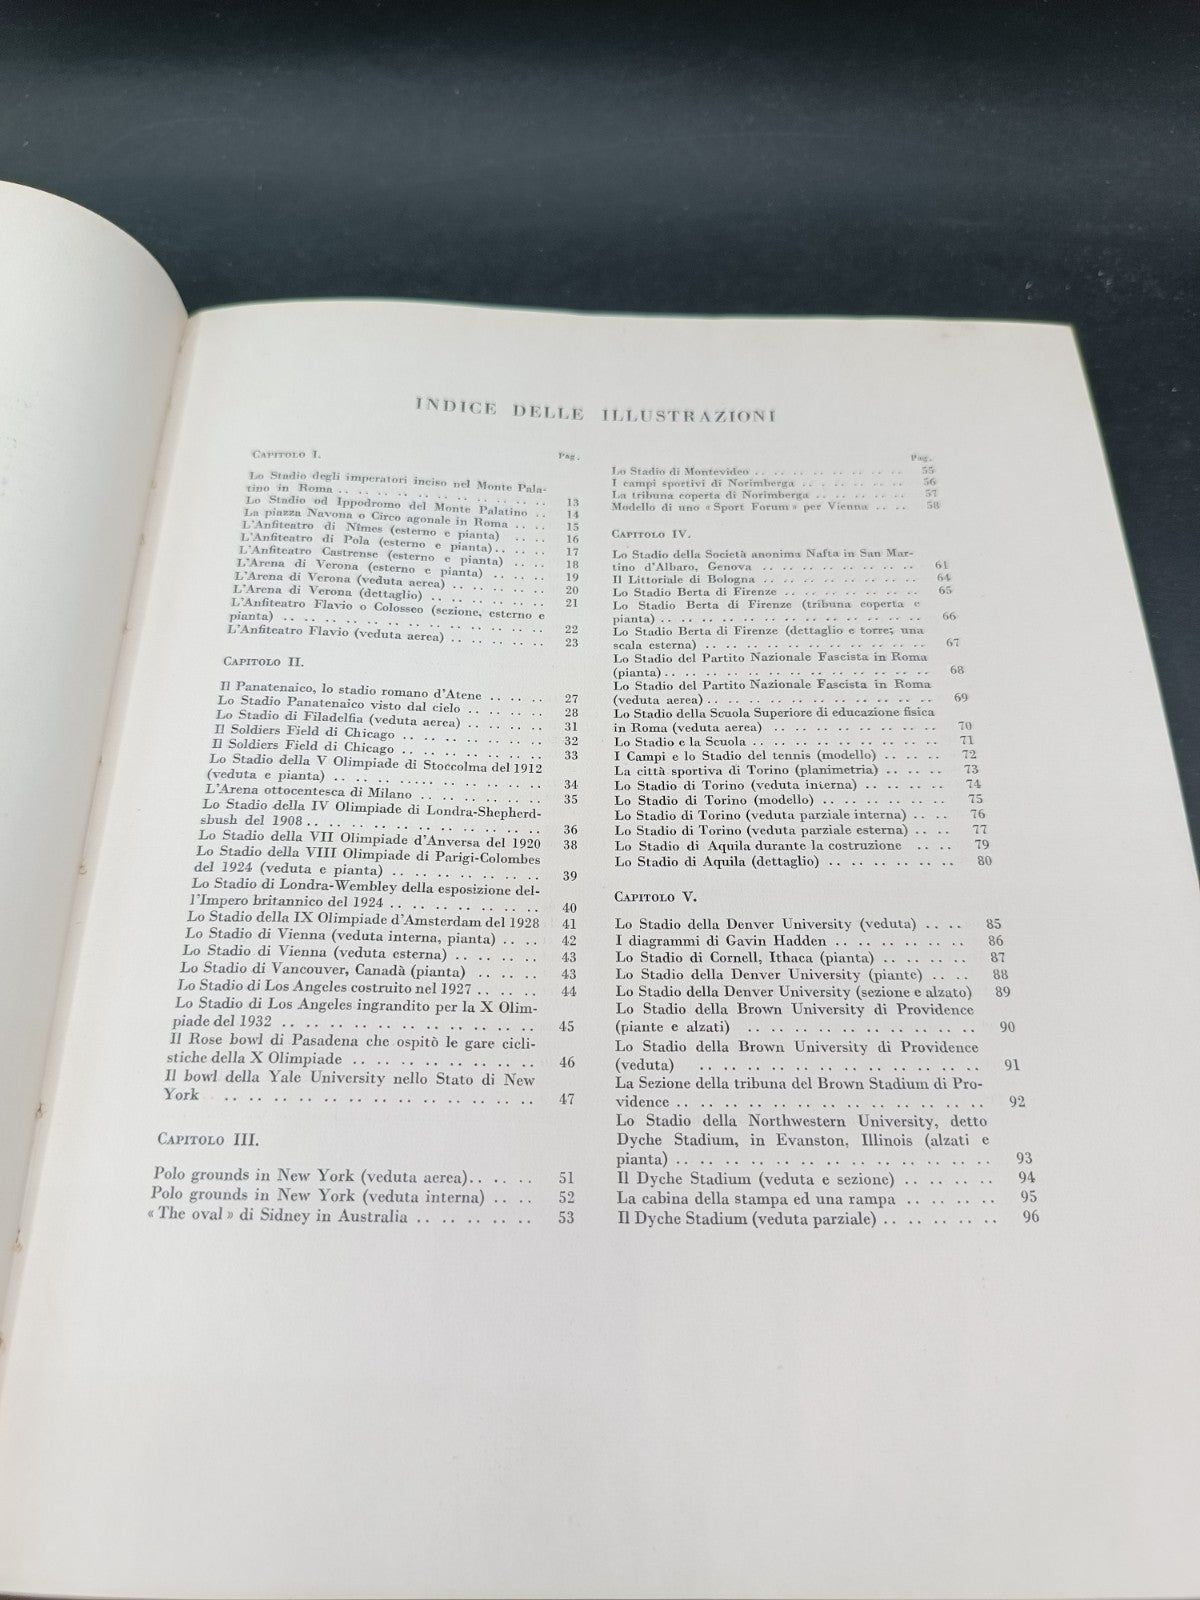 INDICE DELLE ILLUSTRAZIONI
CAPITOLO I. Pag.
Lo Stadio degli imperatori inciso nel Monte Pala-
tino in Roma .. .. .. .. .. .. .. .. .. .. 13
Lo Stadio od Ippodromo del Monte Palatino .. 14
La piazza Navona o Circo agonale in Roma .. .. 15
L'Anfiteatro di Nîmes (esterno e pianta) .. .. 16
L'Anfiteatro di Pola (esterno e pianta) .. .. .. 17
L'Anfiteatro Castrense (esterno e pianta) .. .. 18
L'Arena di Verona (esterno e pianta) .. .. .. 19
L'Arena di Verona (veduta aerea) .. .. .. .. .. 20
L'Arena di Verona (dettaglio) .. .. .. .. .. .. 21
L'Anfiteatro Flavio o Colosseo (sezione, esterno e
pianta) .. .. .. .. .. .. .. .. .. .. .. .. 22
L'Anfiteatro Flavio (veduta aerea) .. .. .. .. .. 23
CAPITOLO II.
Il Panatenaico, lo stadio romano d'Atene .. .. .. 27
Lo Stadio Panatenaico visto dal cielo .. .. .. .. 28
Lo Stadio di Filadelfia (veduta aerea) .. .. .. .. 31
Il Soldiers Field di Chicago .. .. .. .. .. .. .. 32
Il Soldiers Field di Chicago .. .. .. .. .. .. .. 33
Lo Stadio della V Olimpiade di Stoccolma del 1912
(veduta e pianta) .. .. .. .. .. .. .. .. .. .. 34
L'Arena ottocentesca di Milano .. .. .. .. .. .. 35
Lo Stadio della IV Olimpiade di Londra-Shepherd-
sbush del 1908 .. .. .. .. .. .. .. .. .. .. .. 36
Lo Stadio della VII Olimpiade d'Anversa del 1920 38
Lo Stadio della VIII Olimpiade di Parigi-Colombes
del 1924 (veduta e pianta) .. .. .. .. .. .. .. 39
Lo Stadio di Londra-Wembley della esposizione del-
l'Impero britannico del 1924 .. .. .. .. .. .. .. 40
Lo Stadio della IX Olimpiade d'Amsterdam del 1928 41
Lo Stadio di Vienna (veduta interna, pianta) .. .. 42
Lo Stadio di Vienna (veduta esterna) .. .. .. .. 43
Lo Stadio di Vancouver, Canadà (pianta) .. .. .. 43
Lo Stadio di Los Angeles costruito nel 1927 .. .. .. 44
Lo Stadio di Los Angeles ingrandito per la X Olim-
piade del 1932 .. .. .. .. .. .. .. .. .. .. .. 45
Il Rose bowl di Pasadena che ospitò le gare cicli-
stiche della X Olimpiade .. .. .. .. .. .. .. .. 46
Il bowl della Yale University nello Stato di New
York .. .. .. .. .. .. .. .. .. .. .. .. .. 47
CAPITOLO III.
Polo grounds in New York (veduta aerea) .. .. .. 51
Polo grounds in New York (veduta interna) .. .. 52
« The oval » di Sidney in Australia .. .. .. .. .. 53
Pag.
Lo Stadio di Montevideo .. .. .. .. .. .. .. .. 55
I campi sportivi di Norimberga .. .. .. .. .. .. 56
La tribuna coperta di Norimberga .. .. .. .. .. 57
Modello di uno « Sport Forum » per Vienna .. .. 58
CAPITOLO IV.
Lo Stadio della Società anonima Nafta in San Mar-
tino d'Albaro, Genova .. .. .. .. .. .. .. .. 61
Il Littoriale di Bologna .. .. .. .. .. .. .. .. 64
Lo Stadio Berta di Firenze .. .. .. .. .. .. .. 65
Lo Stadio Berta di Firenze (tribuna coperta e
pianta) .. .. .. .. .. .. .. .. .. .. .. .. 66
Lo Stadio Berta di Firenze (dettaglio e torre; una
scala esterna) .. .. .. .. .. .. .. .. .. .. 67
Lo Stadio del Partito Nazionale Fascista in Roma
(pianta) .. .. .. .. .. .. .. .. .. .. .. .. 68
Lo Stadio del Partito Nazionale Fascista in Roma
(veduta aerea) .. .. .. .. .. .. .. .. .. .. 69
Lo Stadio della Scuola Superiore di educazione fisica
in Roma (veduta aerea) .. .. .. .. .. .. .. .. 70
Lo Stadio e la Scuola .. .. .. .. .. .. .. .. .. 71
I Campi e lo Stadio del tennis (modello) .. .. .. 72
La città sportiva di Torino (planimetria) .. .. .. 73
Lo Stadio di Torino (veduta interna) .. .. .. .. 74
Lo Stadio di Torino (modello) .. .. .. .. .. .. 75
Lo Stadio di Torino (veduta parziale interna) .. .. 76
Lo Stadio di Torino (veduta parziale esterna) .. .. 77
Lo Stadio di Aquila durante la costruzione .. .. 79
Lo Stadio di Aquila (dettaglio) .. .. .. .. .. .. 80
CAPITOLO V.
Lo Stadio della Denver University (veduta) .. .. 85
I diagrammi di Gavin Hadden .. .. .. .. .. .. 86
Lo Stadio di Cornell, Ithaca (pianta) .. .. .. .. 87
Lo Stadio della Denver University (piante) .. .. 88
Lo Stadio della Denver University (sezione e alzato) 89
Lo Stadio della Brown University di Providence
(piante e alzati) .. .. .. .. .. .. .. .. .. .. 90
Lo Stadio della Brown University di Providence
(veduta) .. .. .. .. .. .. .. .. .. .. .. .. 91
La Sezione della tribuna del Brown Stadium di Pro-
vidence .. .. .. .. .. .. .. .. .. .. .. .. .. 92
Lo Stadio della Northwestern University, detto
Dyche Stadium, in Evanston, Illinois (alzati e
pianta) .. .. .. .. .. .. .. .. .. .. .. .. .. 93
Il Dyche Stadium (veduta e sezione) .. .. .. .. 94
La cabina della stampa ed una rampa .. .. .. .. 95
Il Dyche Stadium (veduta parziale) .. .. .. .. .. 96